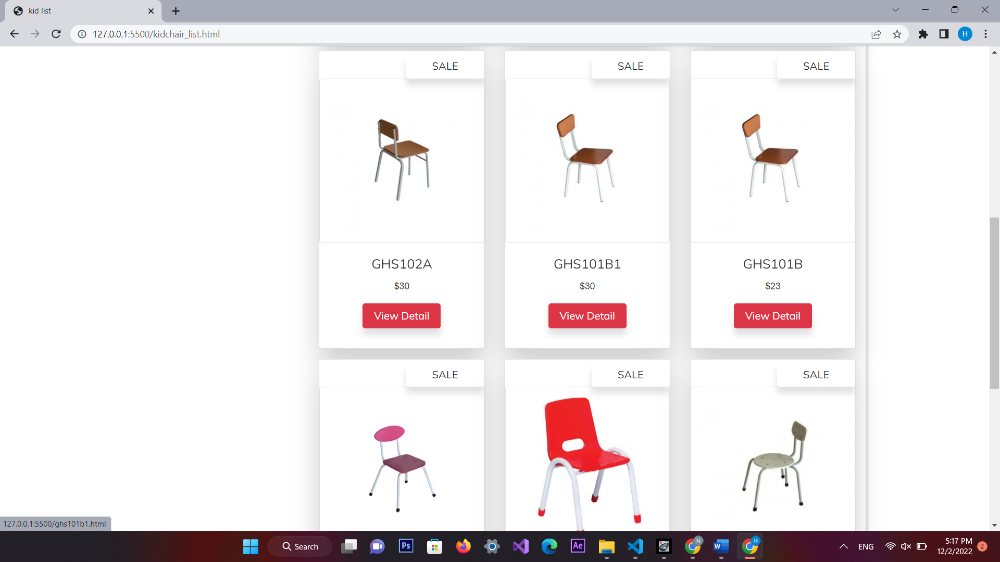 kid list
127.0.0.1:5500/kidchair_list.html
H
SALE
SALE
SALE
GHS102A
GHS101B1
GHS101B
$30
$30
$23
View Detail
View Detail
View Detail
SALE
SALE
SALE
127.0.0.1:5500/ghs101b1.html
Search
Ps
Ae
N
W
H
ENG
5:17 PM
12/2/2022
2